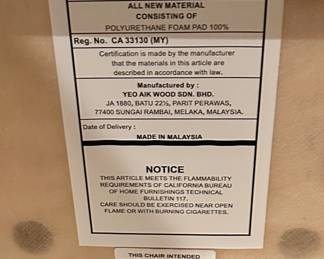 ALL NEW MATERIAL
CONSISTING OF
POLYURETHANE FOAM PAD 100%
Reg. No. CA 33130 (MY)
Certification is made by the manufacturer
that the materials in this article are
described in accordance with law.
Manufactured by :
YEO AIK WOOD SDN. BHD.
JA 1880, BATU 22½, PARIT PERAWAS,
77400 SUNGAI RAMBAI, MELAKA, MALAYSIA.
Date of Delivery :
MADE IN MALAYSIA
NOTICE
THIS ARTICLE MEETS THE FLAMMABILITY
REQUIREMENTS OF CALIFORNIA BUREAU
OF HOME FURNISHINGS TECHNICAL
BULLETIN 117.
CARE SHOULD BE EXERCISED NEAR OPEN
FLAME OR WITH BURNING CIGARETTES.
THIS CHAIR INTENDED